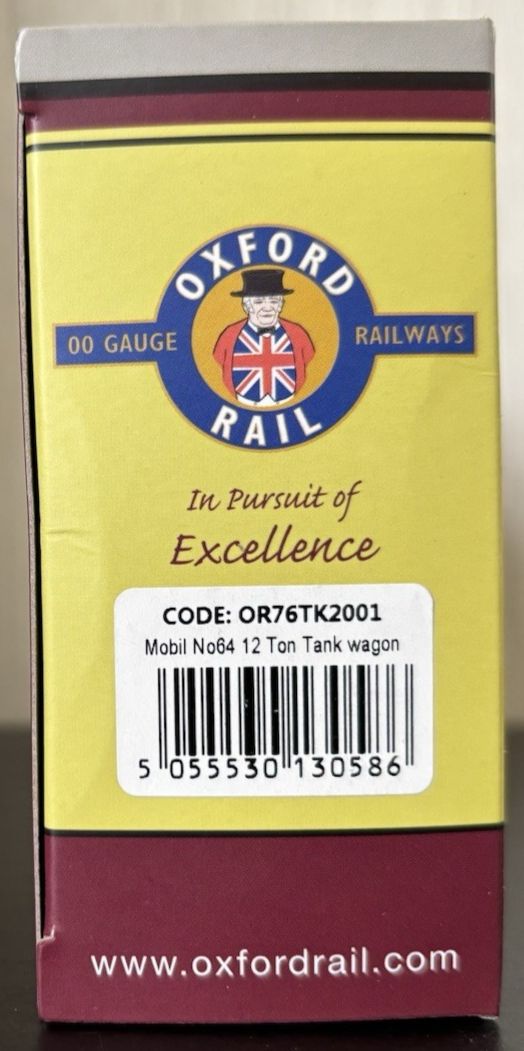 OXFORD
00 GAUGE RAILWAYS
RAIL
In Pursuit of
Excellence
CODE: OR76TK2001
Mobil No64 12 Ton Tank wagon
5 055530 130586
www.oxfordrail.com